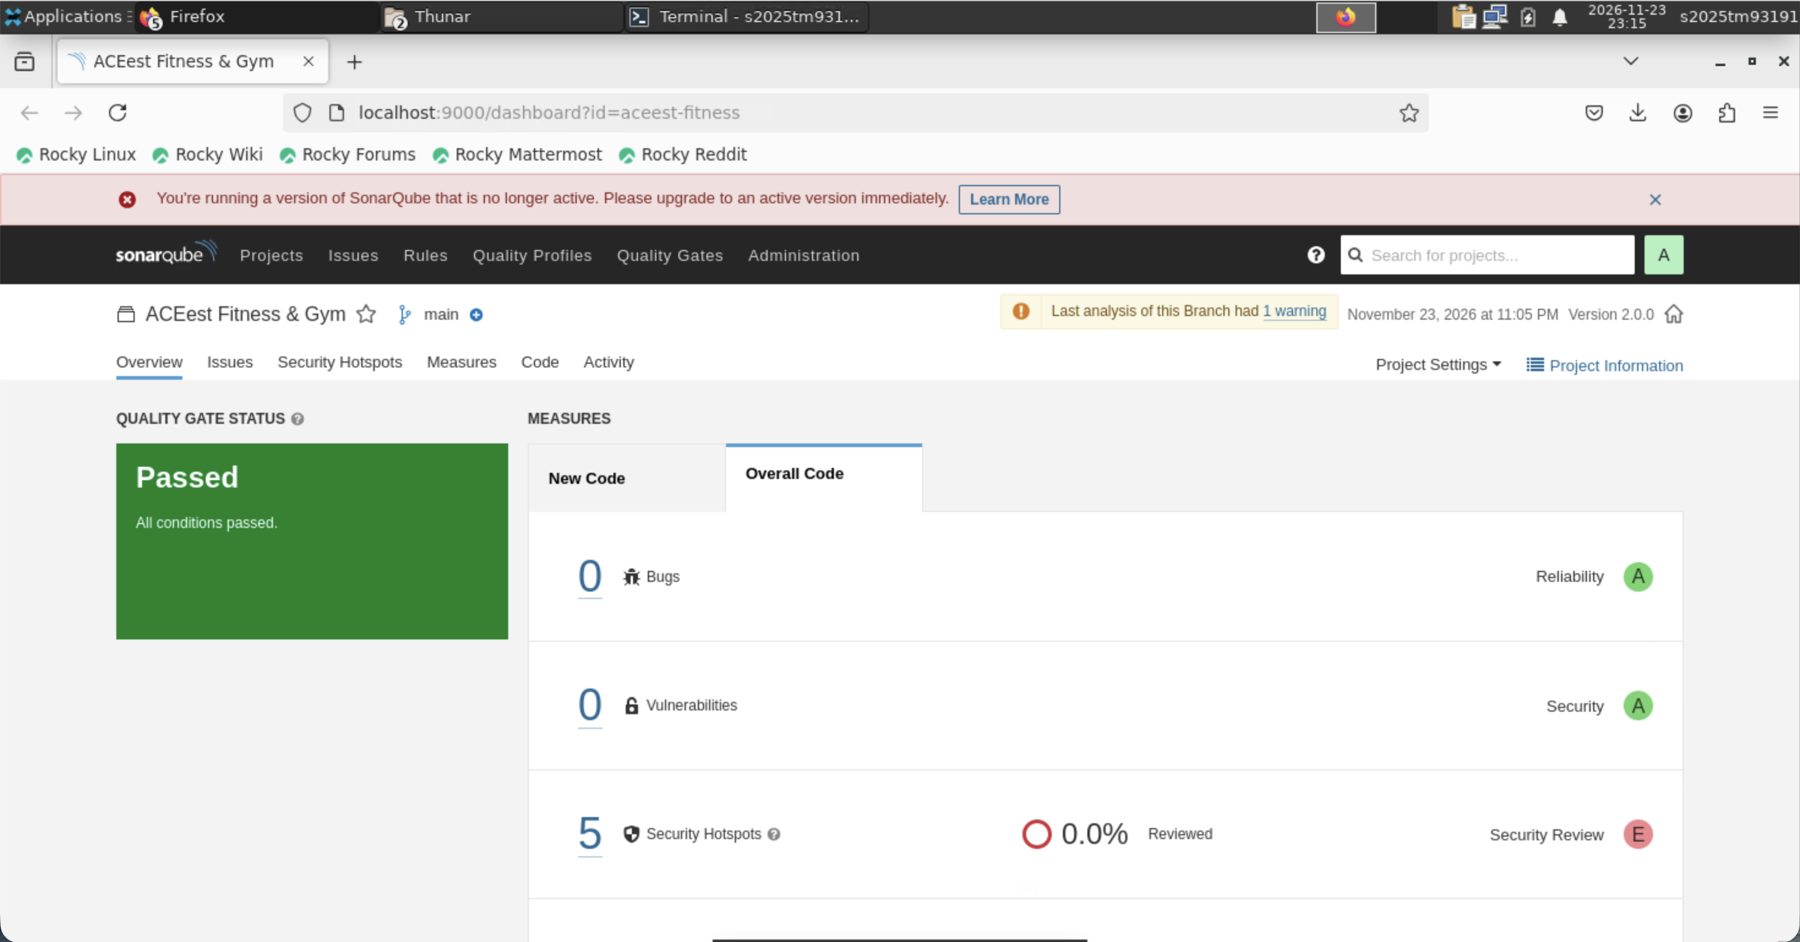 Applications Firefox Thunar Terminal - s2025tm931... 2026-11-23 23:15 s2025tm93191
5 2
ACEest Fitness & Gym
localhost:9000/dashboard?id=aceest-fitness
Rocky Linux Rocky Wiki Rocky Forums Rocky Mattermost Rocky Reddit
You're running a version of SonarQube that is no longer active. Please upgrade to an active version immediately. Learn More
sonarqube Projects Issues Rules Quality Profiles Quality Gates Administration Search for projects... A
ACEest Fitness & Gym main Last analysis of this Branch had 1 warning November 23, 2026 at 11:05 PM Version 2.0.0
Overview Issues Security Hotspots Measures Code Activity Project Settings Project Information
QUALITY GATE STATUS MEASURES
Passed
All conditions passed.
New Code Overall Code
0 Bugs Reliability A
0 Vulnerabilities Security A
5 Security Hotspots 0.0% Reviewed Security Review E